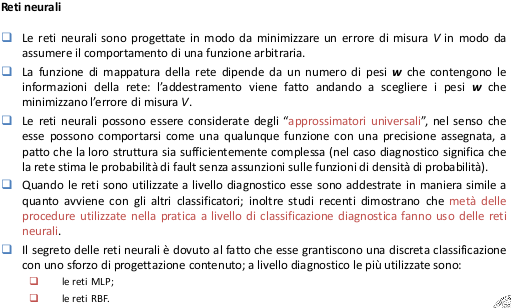 Reti neurali
Le reti neurali sono progettate in modo da minimizzare un errore di misura V in modo da
assumere il comportamento di una funzione arbitraria.
La funzione di mappatura della rete dipende da un numero di pesi w che contengono le
informazioni della rete: l'addestramento viene fatto andando a scegliere i pesi w che
minimizzano l'errore di misura V.
Le reti neurali possono essere considerate degli "approssimatori universali", nel senso che
esse possono comportarsi come una qualunque funzione con una precisione assegnata, a
patto che la loro struttura sia sufficientemente complessa (nel caso diagnostico significa che
la rete stima le probabilità di fault senza assunzioni sulle funzioni di densità di probabilità).
Quando le reti sono utilizzate a livello diagnostico esse sono addestrate in maniera simile a
quanto avviene con gli altri classificatori; inoltre studi recenti dimostrano che metà delle
procedure utilizzate nella pratica a livello di classificazione diagnostica fanno uso delle reti
neurali.
Il segreto delle reti neurali è dovuto al fatto che esse grantiscono una discreta classificazione
con uno sforzo di progettazione contenuto; a livello diagnostico le più utilizzate sono:
le reti MLP;
le reti RBF.